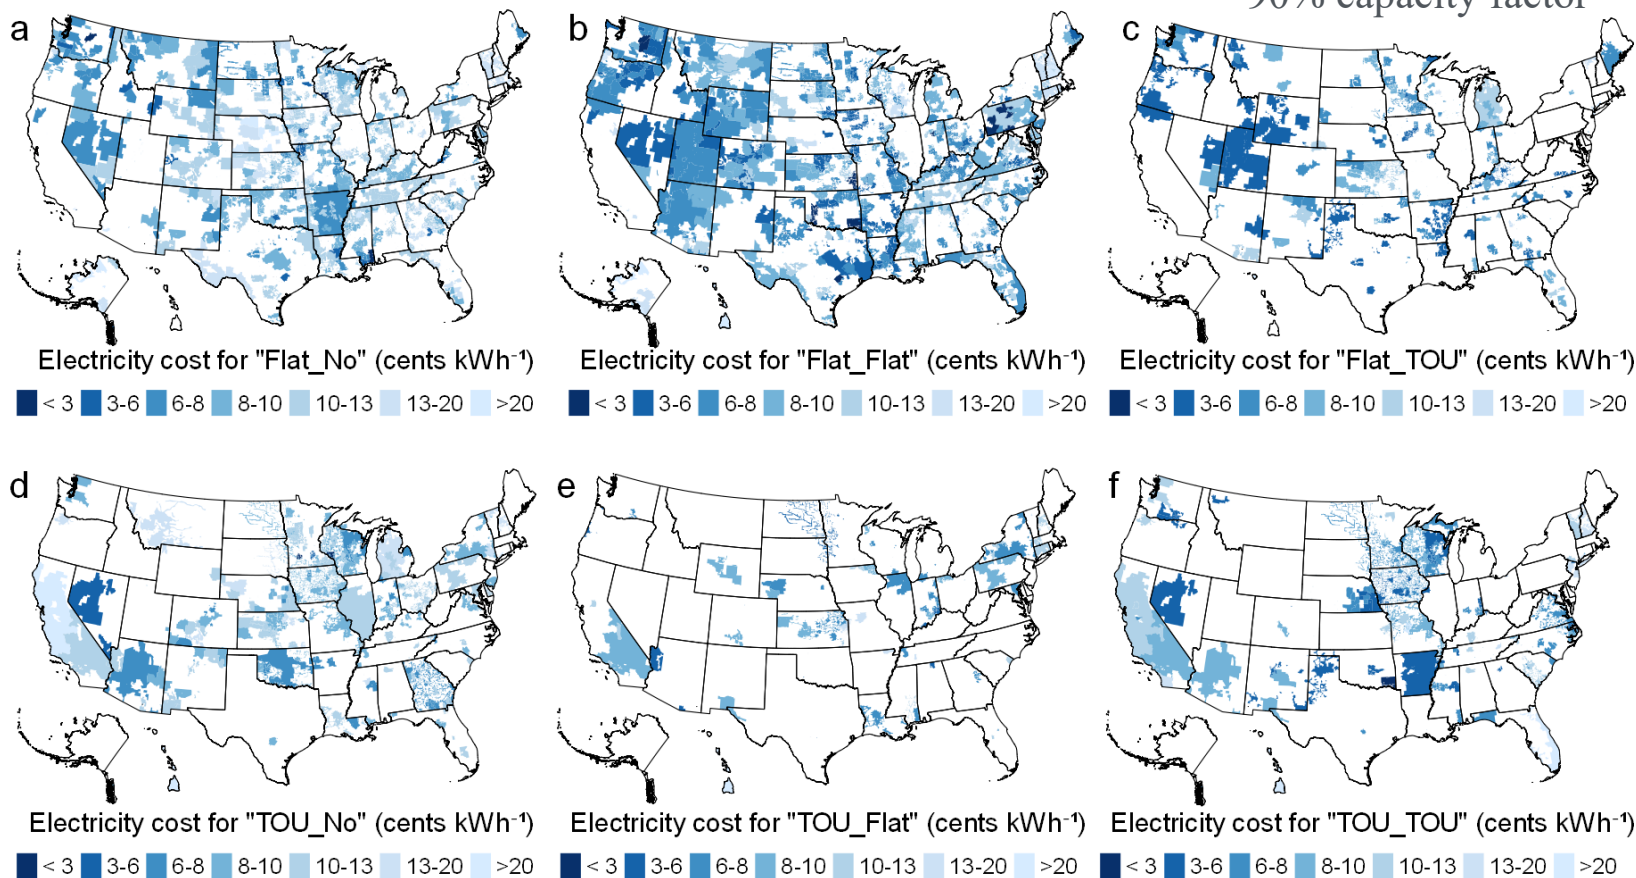 90% capacity factor
a
b
c
Electricity cost for "Flat_No" (cents kWh⁻¹)
< 3 3-6 6-8 8-10 10-13 13-20 >20
Electricity cost for "Flat_Flat" (cents kWh⁻¹)
< 3 3-6 6-8 8-10 10-13 13-20 >20
Electricity cost for "Flat_TOU" (cents kWh⁻¹)
< 3 3-6 6-8 8-10 10-13 13-20 >20
d
e
f
Electricity cost for "TOU_No" (cents kWh⁻¹)
< 3 3-6 6-8 8-10 10-13 13-20 >20
Electricity cost for "TOU_Flat" (cents kWh⁻¹)
< 3 3-6 6-8 8-10 10-13 13-20 >20
Electricity cost for "TOU_TOU" (cents kWh⁻¹)
< 3 3-6 6-8 8-10 10-13 13-20 >20